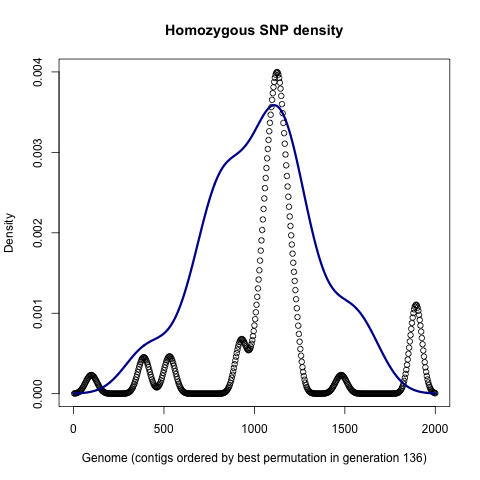 Homozygous SNP density
0.004
0.003
0.002
0.001
0.000
Density
0 500 1000 1500 2000
Genome (contigs ordered by best permutation in generation 136)